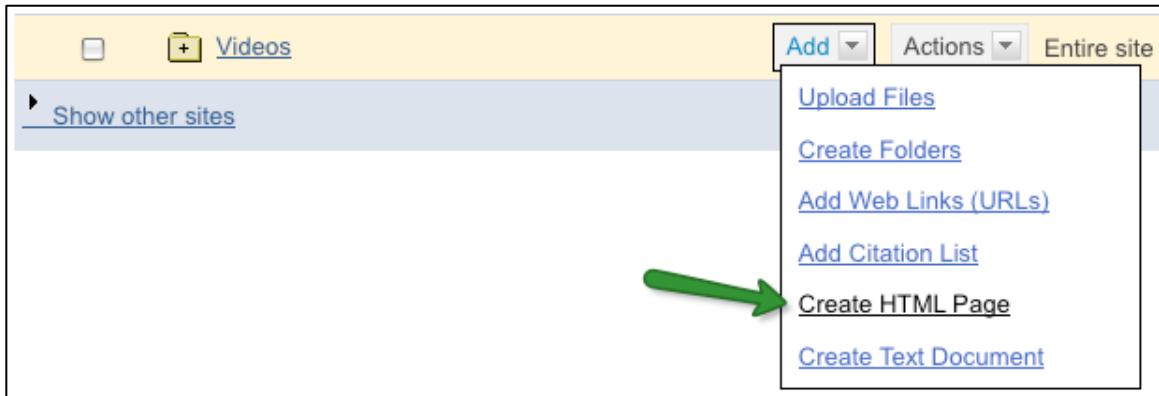 Videos Add Actions Entire site
Upload Files
Show other sites
Create Folders
Add Web Links (URLs)
Add Citation List
Create HTML Page
Create Text Document